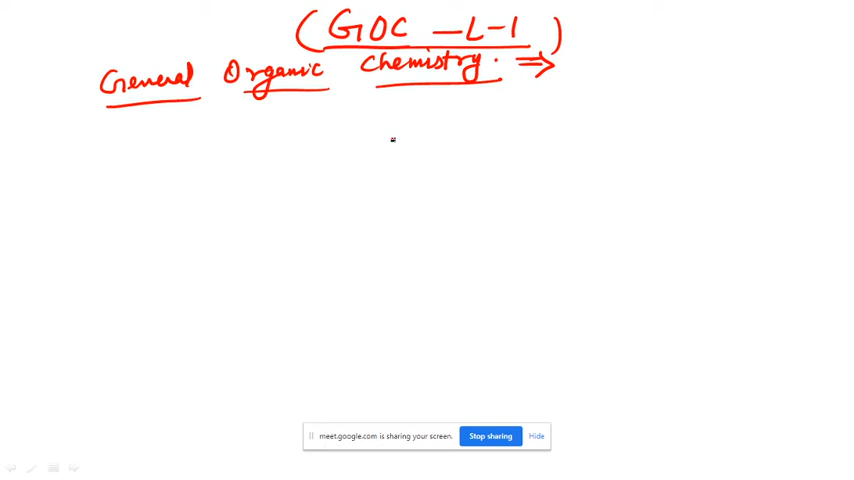 (GOC -L-1)
General Organic Chemistry. ⇒
meet.google.com is sharing your screen. Stop sharing Hide